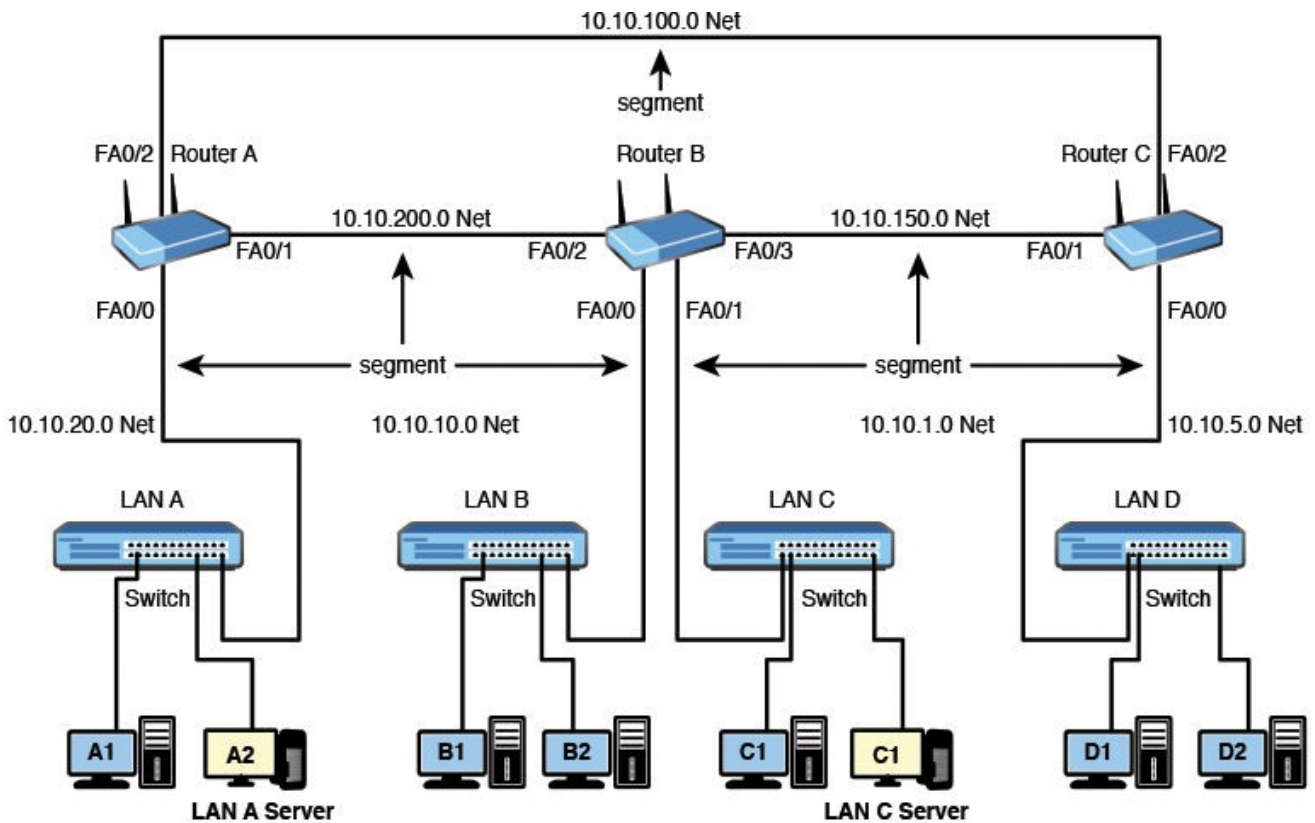 10.10.100.0 Net
segment
FA0/2 Router A
Router B
Router C FA0/2
10.10.200.0 Net
10.10.150.0 Net
FA0/1
FA0/2
FA0/3
FA0/1
FA0/0
FA0/0
FA0/1
FA0/0
segment
segment
10.10.20.0 Net
10.10.10.0 Net
10.10.1.0 Net
10.10.5.0 Net
LAN A
LAN B
LAN C
LAN D
Switch
Switch
Switch
Switch
A1
A2
B1
B2
C1
C1
D1
D2
LAN A Server
LAN C Server